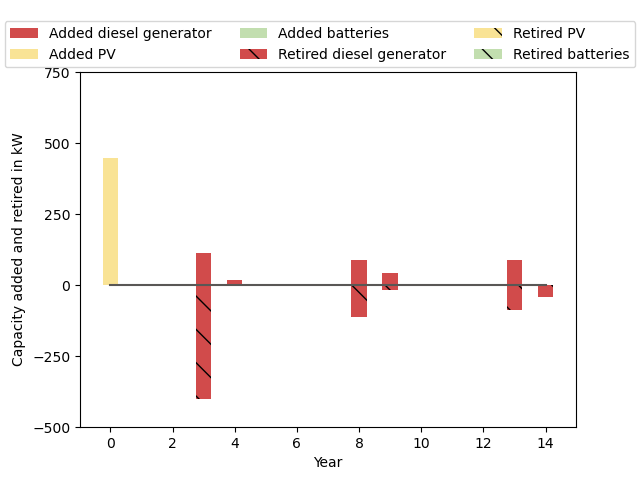 Added diesel generator
Added PV
Added batteries
Retired diesel generator
Retired PV
Retired batteries
750
500
250
0
−250
−500
Capacity added and retired in kW
0 2 4 6 8 10 12 14
Year